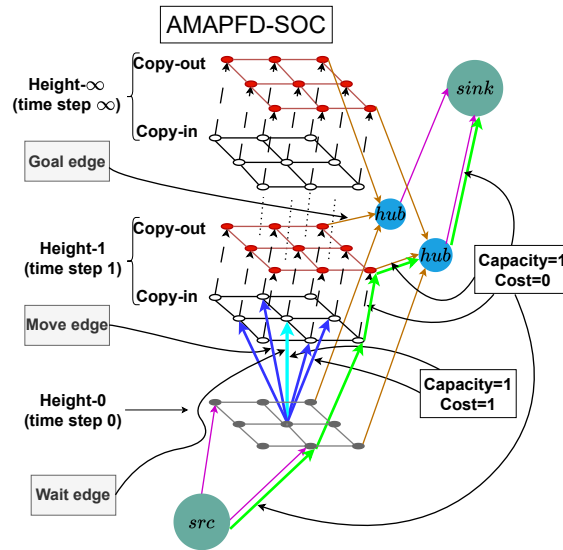 AMAPFD-SOC
Copy-out
Height-∞
(time step ∞)
Copy-in
sink
Goal edge
hub
Copy-out
Height-1
(time step 1)
hub
Capacity=1
Cost=0
Copy-in
Move edge
Capacity=1
Cost=1
Height-0
(time step 0)
Wait edge
src